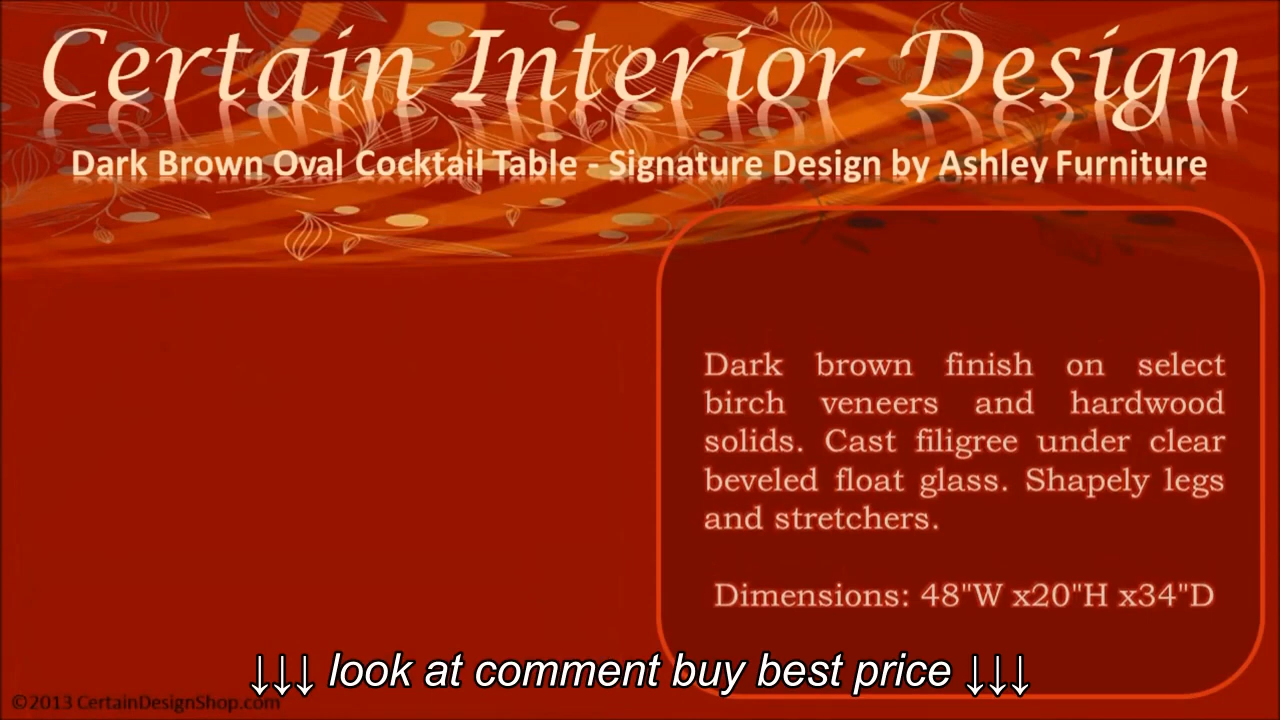 Certain Interior Design
Dark Brown Oval Cocktail Table - Signature Design by Ashley Furniture
Dark brown finish on select
birch veneers and hardwood
solids. Cast filigree under clear
beveled float glass. Shapely legs
and stretchers.
Dimensions: 48"W x20"H x34"D
↓↓↓ look at comment buy best price ↓↓↓
©2013 CertainDesignShop.com